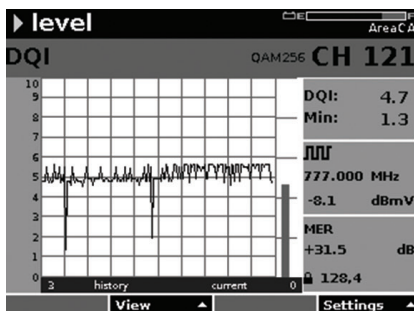 level
E F
AreaCA
DQI QAM256 CH 121
10
9
8
7
6
5
4
3
2
1
0
3 history current 0
DQI: 4.7
Min: 1.3
777.000 MHz
-8.1 dBmV
MER
+31.5 dB
128,4
View Settings